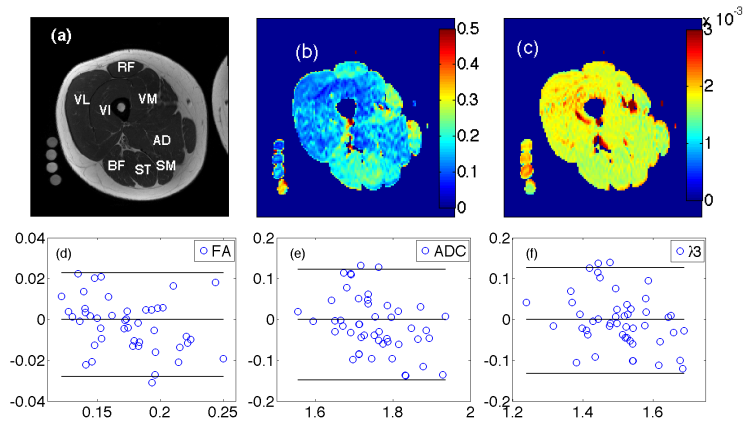 (a)
RF
VL
VI
VM
AD
BF
ST
SM
(b)
0.5
0.4
0.3
0.2
0.1
0
(c)
x 10⁻³
3
2
1
0
(d)
FA
0.04
0.02
0
-0.02
-0.04
0.15
0.2
0.25
(e)
ADC
0.2
0.1
0
-0.1
-0.2
1.6
1.8
2
(f)
λ3
0.2
0.1
0
-0.1
-0.2
1.2
1.4
1.6